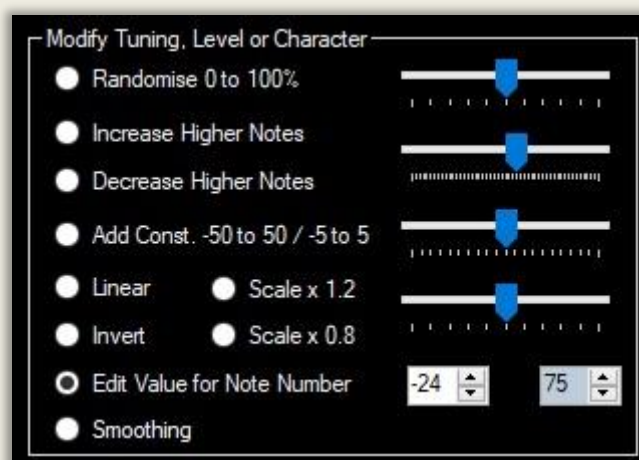 Modify Tuning, Level or Character
Randomise 0 to 100%
Increase Higher Notes
Decrease Higher Notes
Add Const. -50 to 50 / -5 to 5
Linear Scale x 1.2
Invert Scale x 0.8
Edit Value for Note Number -24 75
Smoothing